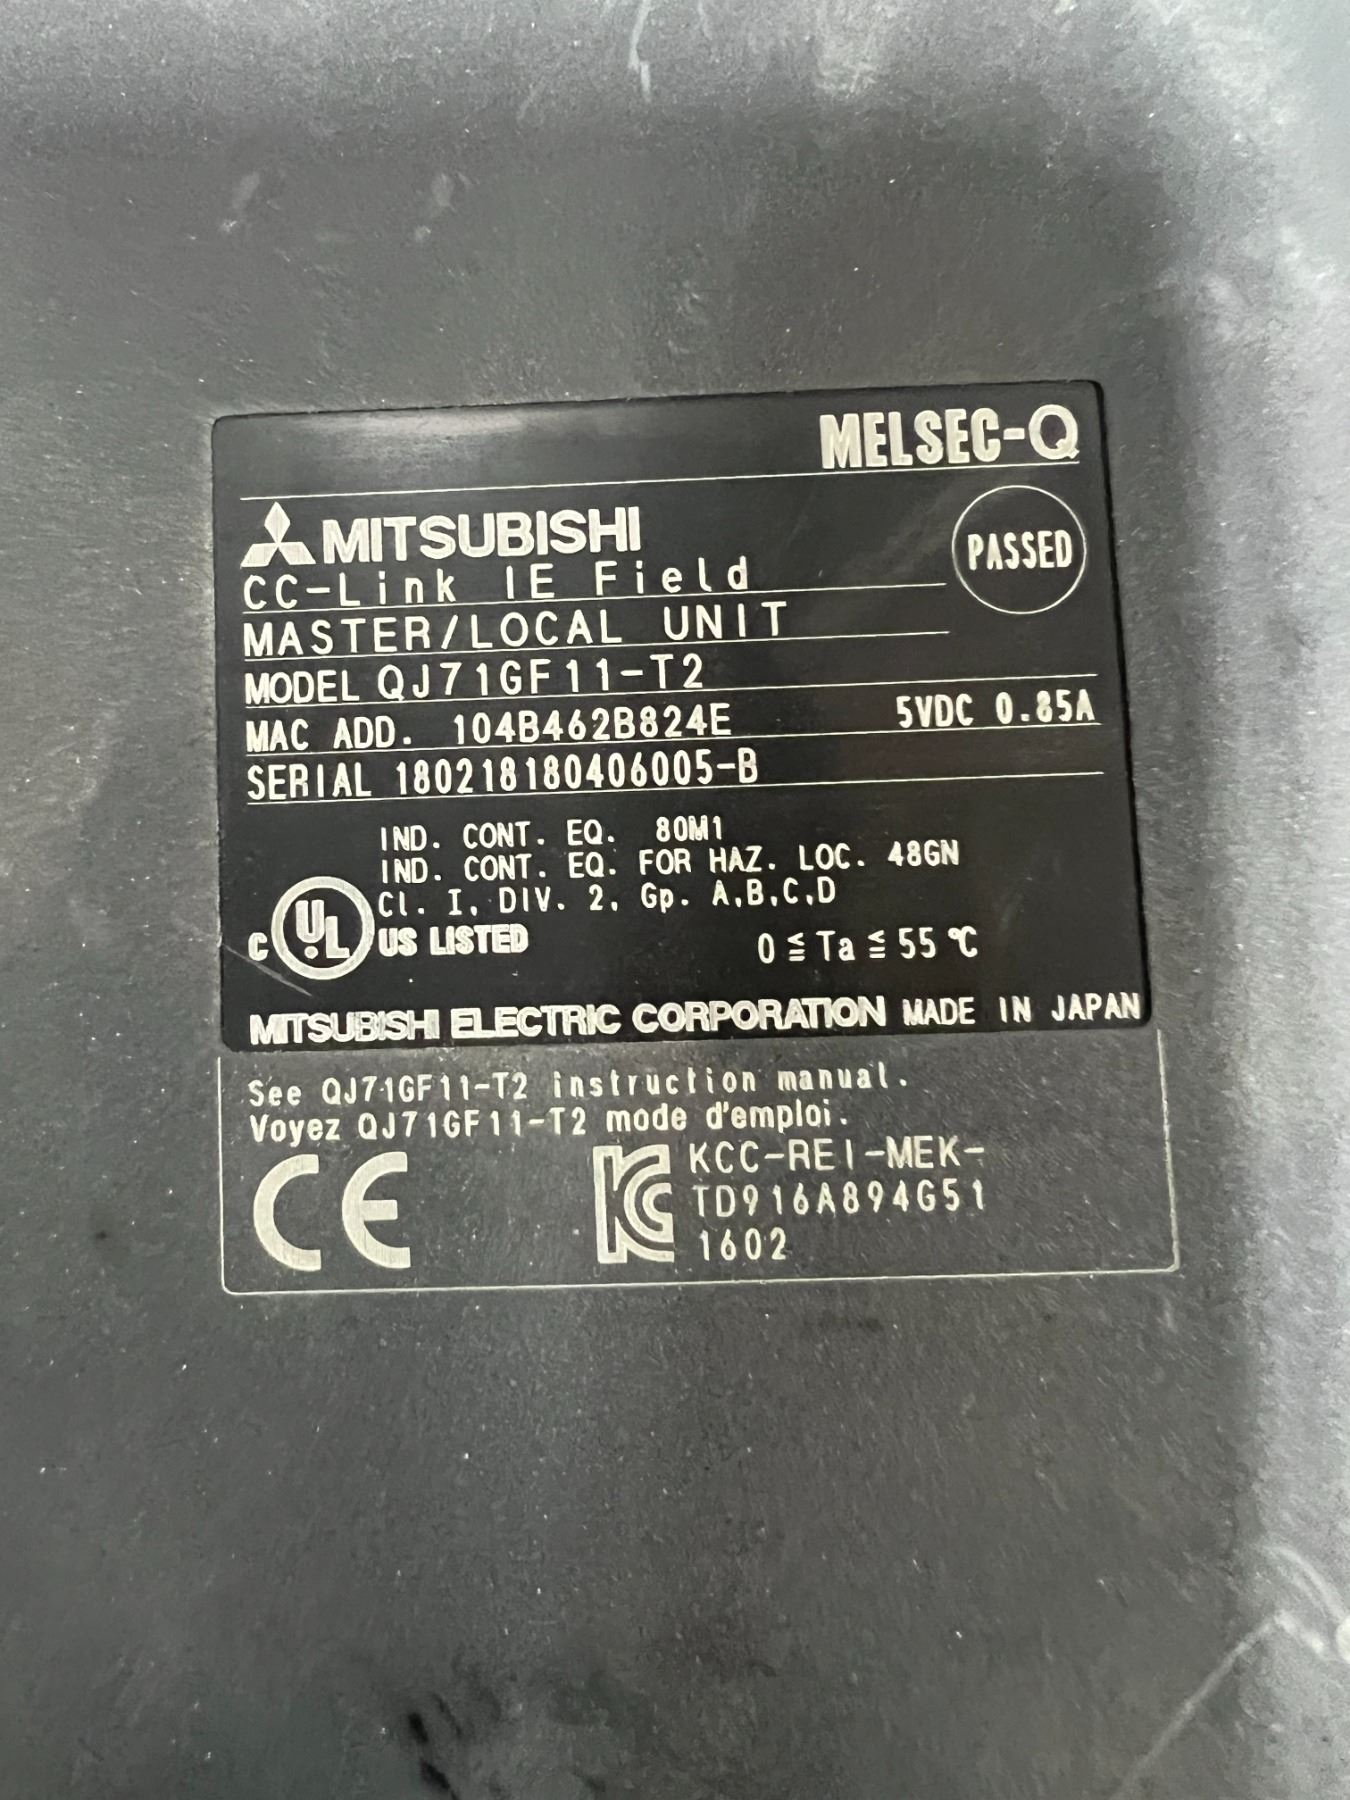 MELSEC-Q
MITSUBISHI
PASSED
CC-Link IE Field
MASTER/LOCAL UNIT
MODEL QJ71GF11-T2
MAC ADD. 104B462B824E 5VDC 0.85A
SERIAL 180218180406005-B
IND. CONT. EQ. 80M1
IND. CONT. EQ. FOR HAZ. LOC. 48GN
Cl. I, DIV. 2, Gp. A,B,C,D
C UL US LISTED 0≦Ta≦55℃
MITSUBISHI ELECTRIC CORPORATION MADE IN JAPAN
See QJ71GF11-T2 instruction manual.
Voyez QJ71GF11-T2 mode d'emploi.
CE KC KCC-REI-MEK-
TD916A894G51
1602